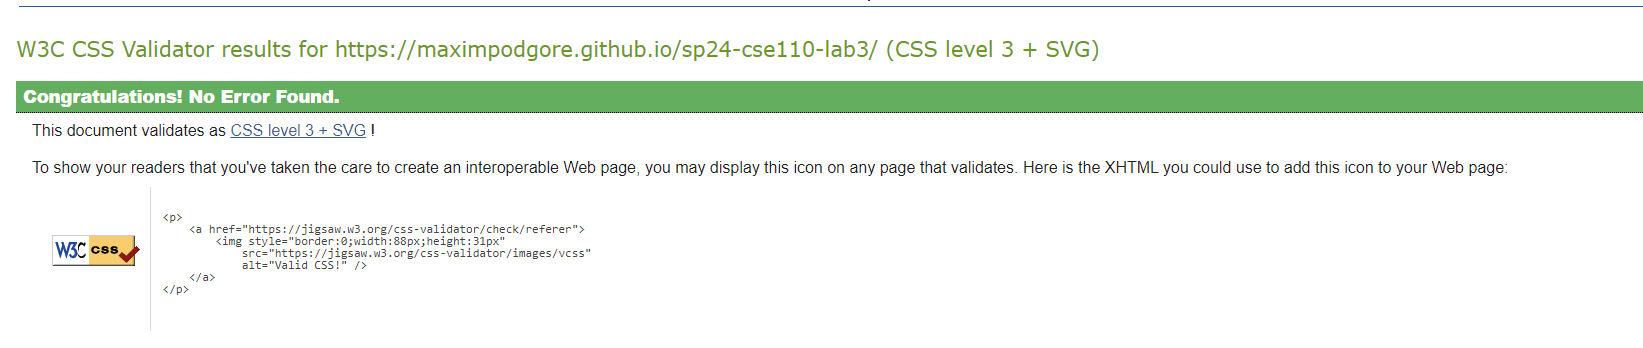 W3C CSS Validator results for https://maximpodgore.github.io/sp24-cse110-lab3/ (CSS level 3 + SVG)
Congratulations! No Error Found.
This document validates as CSS level 3 + SVG !
To show your readers that you've taken the care to create an interoperable Web page, you may display this icon on any page that validates. Here is the XHTML you could use to add this icon to your Web page:
W3C css
<p>
    <a href="https://jigsaw.w3.org/css-validator/check/referer">
        <img style="border:0;width:88px;height:31px"
            src="https://jigsaw.w3.org/css-validator/images/vcss"
            alt="Valid CSS!" />
    </a>
</p>